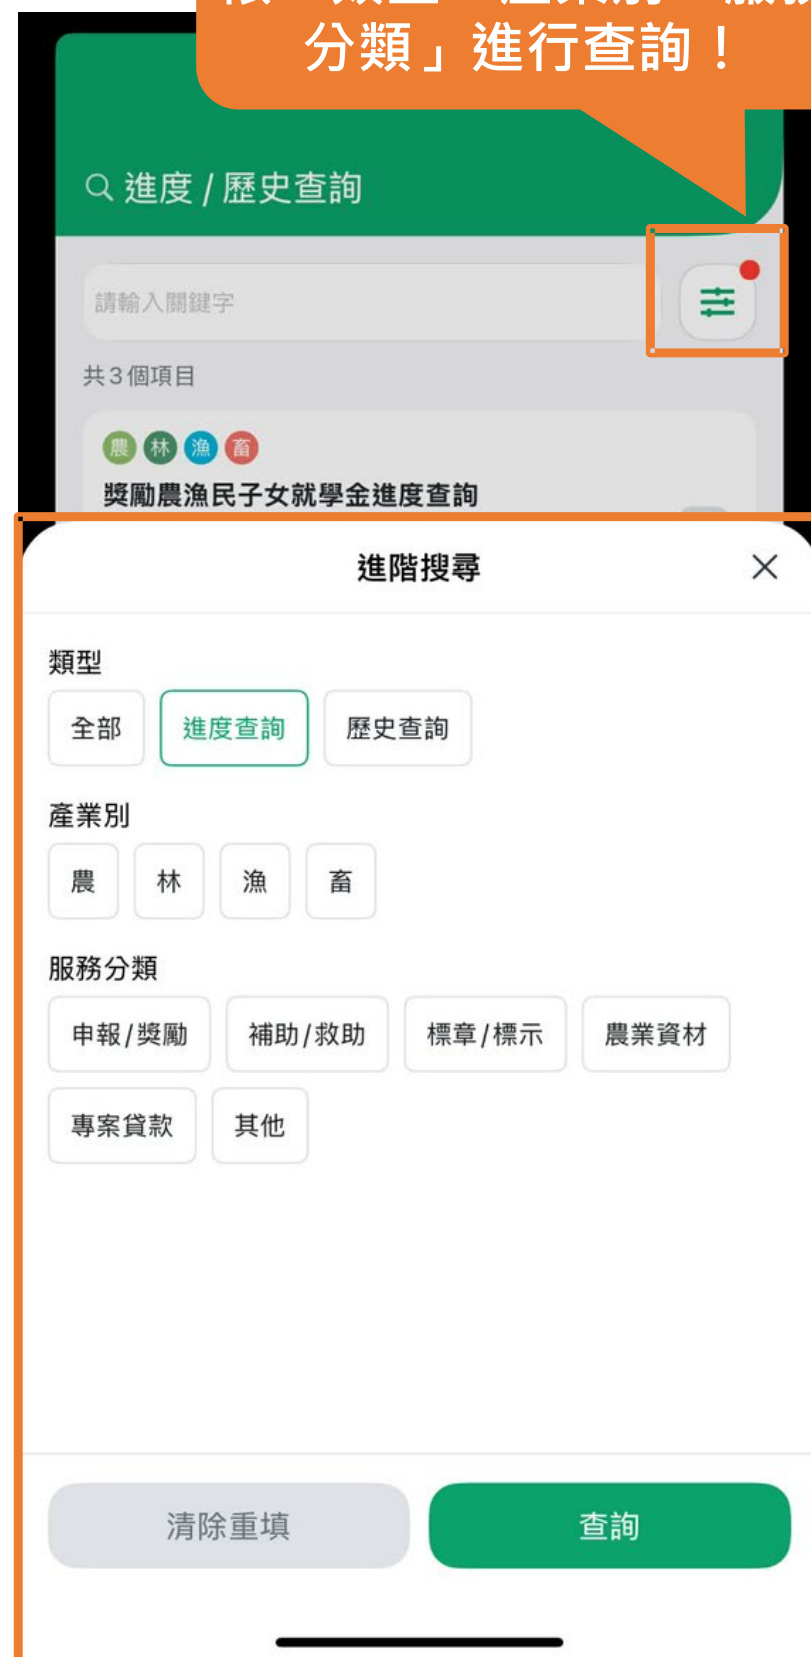 分類」進行查詢！
進度 / 歷史查詢
請輸入關鍵字
共3個項目
農 林 漁 畜
獎勵農漁民子女就學金進度查詢
進階搜尋
類型
全部 進度查詢 歷史查詢
產業別
農 林 漁 畜
服務分類
申報/獎勵 補助/救助 標章/標示 農業資材
專案貸款 其他
清除重填 查詢